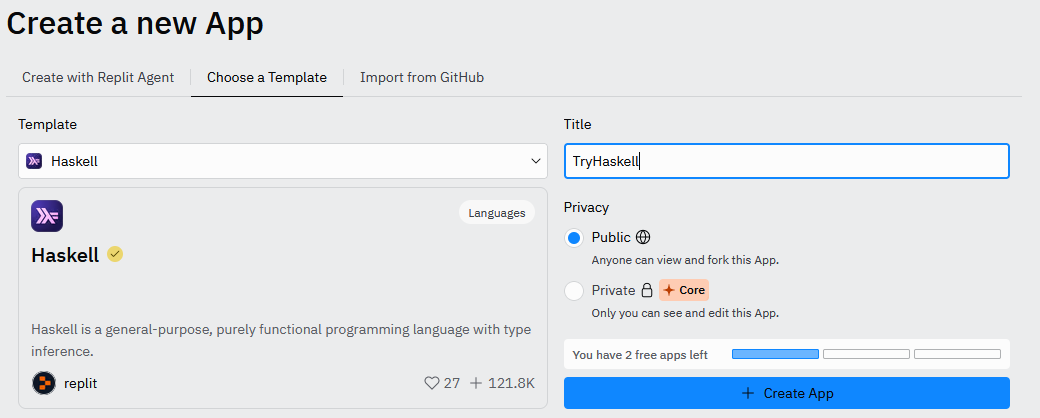 Create a new App
Create with Replit Agent
Choose a Template
Import from GitHub
Template
Haskell
Languages
Haskell
Haskell is a general-purpose, purely functional programming language with type
inference.
replit
27
121.8K
Title
TryHaskell
Privacy
Public
Anyone can view and fork this App.
Private
Core
Only you can see and edit this App.
You have 2 free apps left
Create App